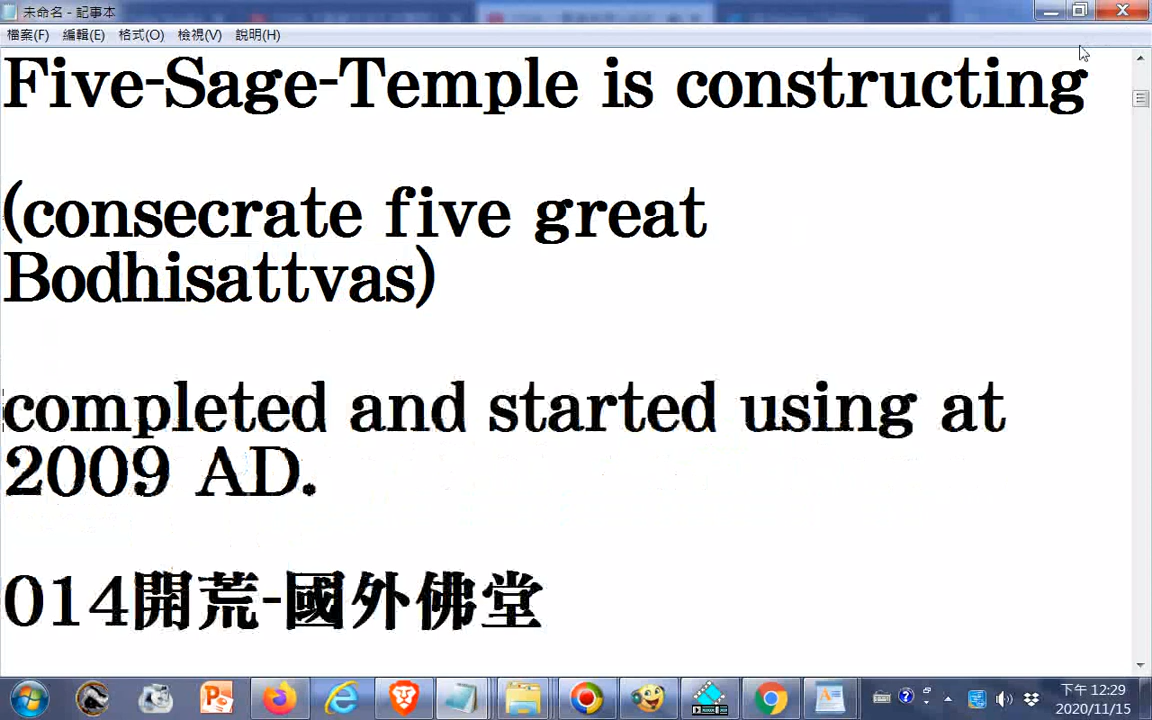 未命名 - 記事本
檔案(F) 編輯(E) 格式(O) 檢視(V) 說明(H)
Five-Sage-Temple is constructing
(consecrate five great
Bodhisattvas)
completed and started using at
2009 AD.
014開荒-國外佛堂
下午 12:29
2020/11/15